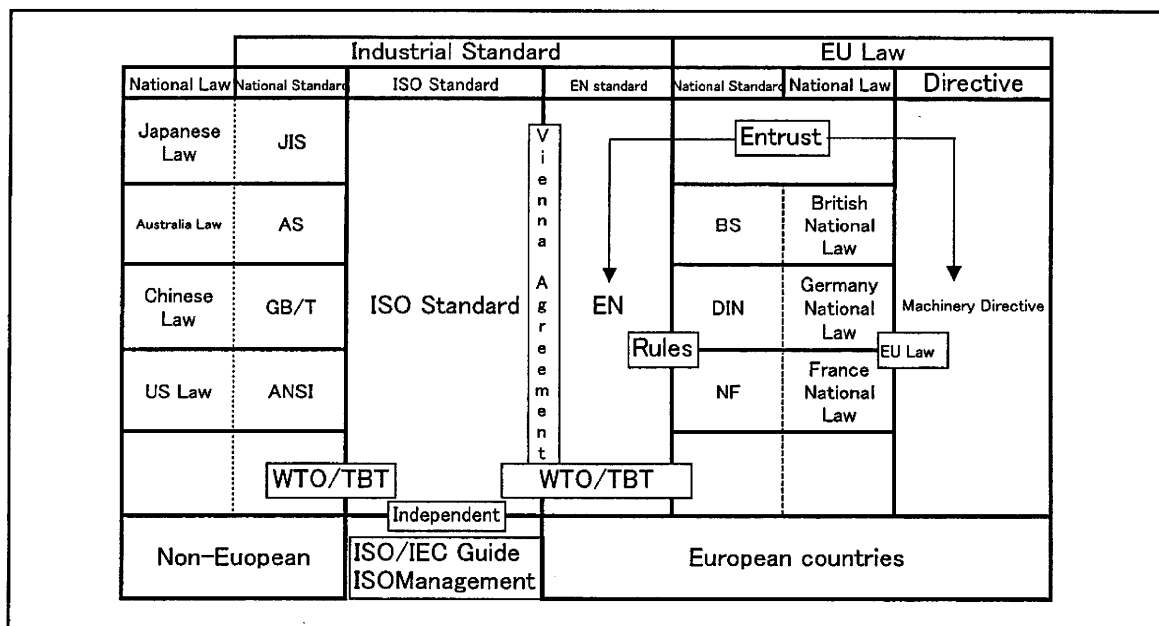 Industrial Standard
EU Law
National Law
National Standard
ISO Standard
EN standard
National Standard
National Law
Directive
Japanese
Law
JIS
Entrust
Australia Law
AS
BS
British
National
Law
Chinese
Law
GB/T
ISO Standard
Vienna Agreement
EN
DIN
Germany
National
Law
Machinery Directive
Rules
EU Law
US Law
ANSI
NF
France
National
Law
WTO/TBT
WTO/TBT
Independent
Non-Euopean
ISO/IEC Guide
ISOManagement
European countries